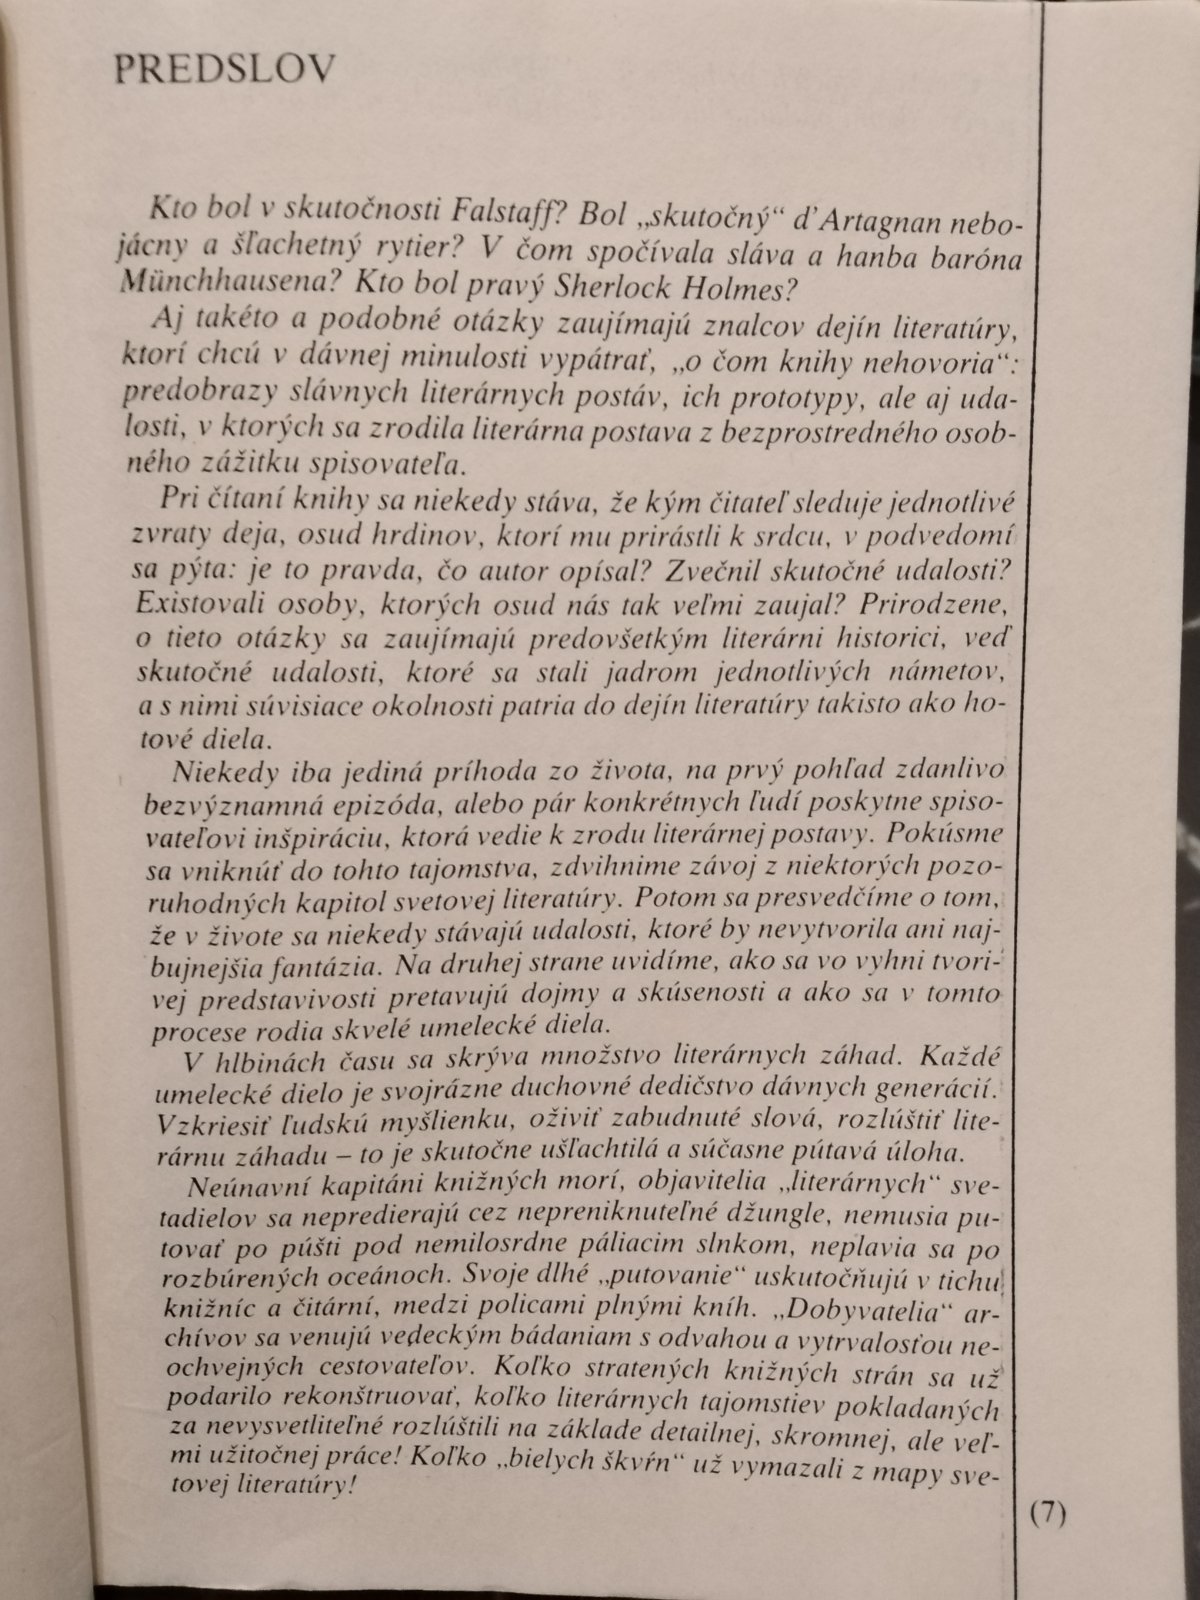 PREDSLOV
Kto bol v skutočnosti Falstaff? Bol „skutočný“ ďArtagnan nebo-
jácny a šľachetný rytier? V čom spočívala sláva a hanba baróna
Münchhausena? Kto bol pravý Sherlock Holmes?
Aj takéto a podobné otázky zaujímajú znalcov dejín literatúry,
ktorí chcú v dávnej minulosti vypátrať, „o čom knihy nehovoria“:
predobrazy slávnych literárnych postáv, ich prototypy, ale aj uda-
losti, v ktorých sa zrodila literárna postava z bezprostredného osob-
ného zážitku spisovateľa.
Pri čítaní knihy sa niekedy stáva, že kým čitateľ sleduje jednotlivé
zvraty deja, osud hrdinov, ktorí mu prirástli k srdcu, v podvedomí
sa pýta: je to pravda, čo autor opísal? Zvečnil skutočné udalosti?
Existovali osoby, ktorých osud nás tak veľmi zaujal? Prirodzene,
o tieto otázky sa zaujímajú predovšetkým literárni historici, veď
skutočné udalosti, ktoré sa stali jadrom jednotlivých námetov,
a s nimi súvisiace okolnosti patria do dejín literatúry takisto ako ho-
tové diela.
Niekedy iba jediná príhoda zo života, na prvý pohľad zdanlivo
bezvýznamná epizóda, alebo pár konkrétnych ľudí poskytne spiso-
vateľovi inšpiráciu, ktorá vedie k zrodu literárnej postavy. Pokúsme
sa vniknúť do tohto tajomstva, zdvihnime závoj z niektorých pozo-
ruhodných kapitol svetovej literatúry. Potom sa presvedčíme o tom,
že v živote sa niekedy stávajú udalosti, ktoré by nevytvorila ani naj-
bujnejšia fantázia. Na druhej strane uvidíme, ako sa vo vyhni tvori-
vej predstavivosti pretavujú dojmy a skúsenosti a ako sa v tomto
procese rodia skvelé umelecké diela.
V hlbinách času sa skrýva množstvo literárnych záhad. Každé
umelecké dielo je svojrázne duchovné dedičstvo dávnych generácií.
Vzkriesiť ľudskú myšlienku, oživiť zabudnuté slová, rozlúštiť lite-
rárnu záhadu – to je skutočne ušľachtilá a súčasne pútavá úloha.
Neúnavní kapitáni knižných morí, objavitelia „literárnych“ sve-
tadielov sa nepredierajú cez nepreniknuteľné džungle, nemusia pu-
tovať po púšti pod nemilosrdne páliacim slnkom, neplavia sa po
rozbúrených oceánoch. Svoje dlhé „putovanie“ uskutočňujú v tichu
knižníc a čitární, medzi policami plnými kníh. „Dobyvatelia“ ar-
chívov sa venujú vedeckým bádaniam s odvahou a vytrvalosťou ne-
ochvejných cestovateľov. Koľko stratených knižných strán sa už
podarilo rekonštruovať, koľko literárnych tajomstiev pokladaných
za nevysvetliteľné rozlúštili na základe detailnej, skromnej, ale veľ-
mi užitočnej práce! Koľko „bielych škvŕn“ už vymazali z mapy sve-
tovej literatúry!
(7)